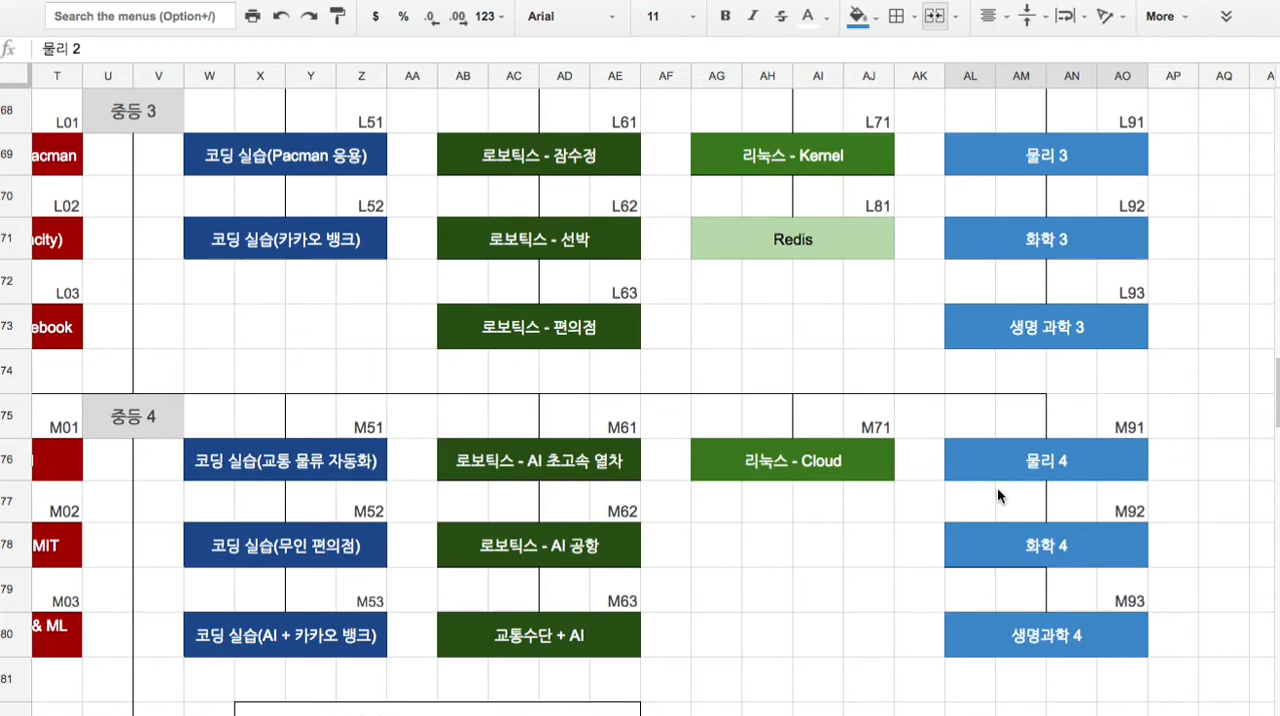 Search the menus (Option+/)
$ % .0 .00 123 Arial 11 B I S A More
fx 물리 2
T U V W X Y Z AA AB AC AD AE AF AG AH AI AJ AK AL AM AN AO AP AQ A
68 L01 중등 3 L51 L61 L71 L91
69 acman 코딩 실습(Pacman 응용) 로보틱스 - 잠수정 리눅스 - Kernel 물리 3
70 L02 L52 L62 L81 L92
71 city) 코딩 실습(카카오 뱅크) 로보틱스 - 선박 Redis 화학 3
72 L03 L63 L93
73 ebook 로보틱스 - 편의점 생명 과학 3
74
75 M01 중등 4 M51 M61 M71 M91
76 코딩 실습(교통 물류 자동화) 로보틱스 - AI 초고속 열차 리눅스 - Cloud 물리 4
77 M02 M52 M62 M92
78 MIT 코딩 실습(무인 편의점) 로보틱스 - AI 공항 화학 4
79 M03 M53 M63 M93
80 & ML 코딩 실습(AI + 카카오 뱅크) 교통수단 + AI 생명과학 4
81